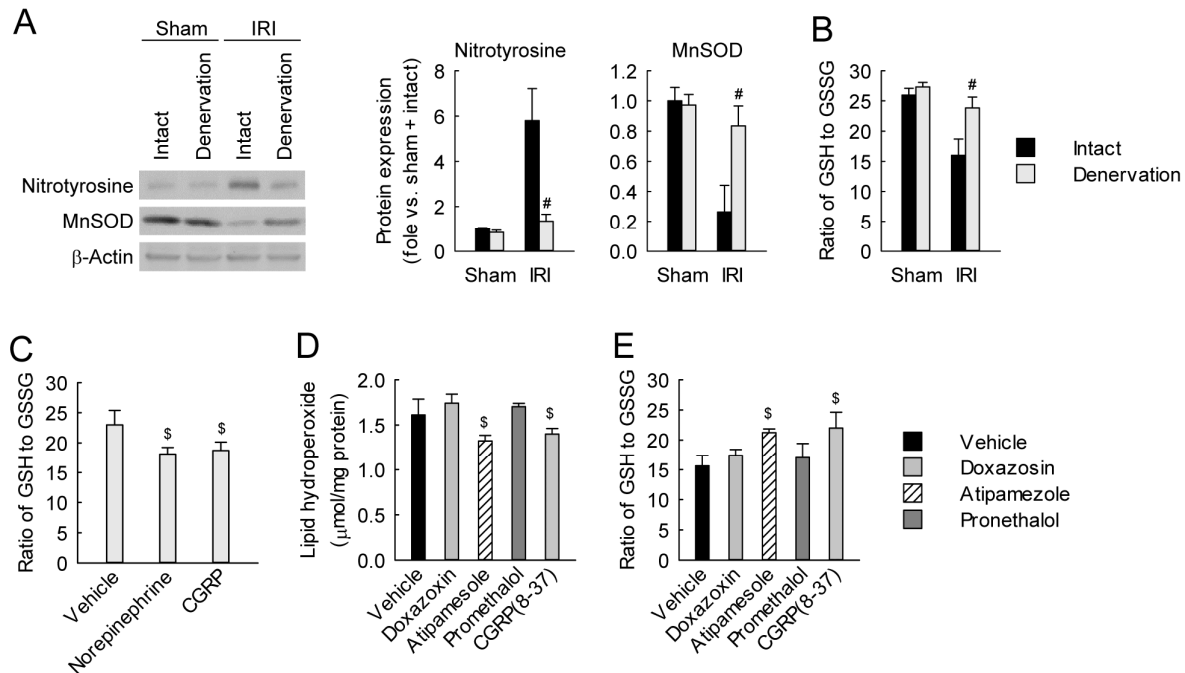 A
Sham IRI
Intact
Denervation
Intact
Denervation
Nitrotyrosine
MnSOD
β-Actin
Protein expression
(fole vs. sham + intact)
Nitrotyrosine
8
6
4
2
0
#
Sham IRI
MnSOD
1.2
1.0
0.8
0.6
0.4
0.2
0.0
#
Sham IRI
B
Ratio of GSH to GSSG
30
25
20
15
10
5
0
#
Sham IRI
Intact
Denervation
C
Ratio of GSH to GSSG
30
25
20
15
10
5
0
$ $
Vehicle
Norepinephrine
CGRP
D
Lipid hydroperoxide
(μmol/mg protein)
2.0
1.5
1.0
0.5
0.0
$ $
Vehicle
Doxazoxin
Atipamesole
Promethalol
CGRP(8-37)
E
Ratio of GSH to GSSG
30
25
20
15
10
5
0
$ $
Vehicle
Doxazoxin
Atipamesole
Promethalol
CGRP(8-37)
Vehicle
Doxazosin
Atipamezole
Pronethalol